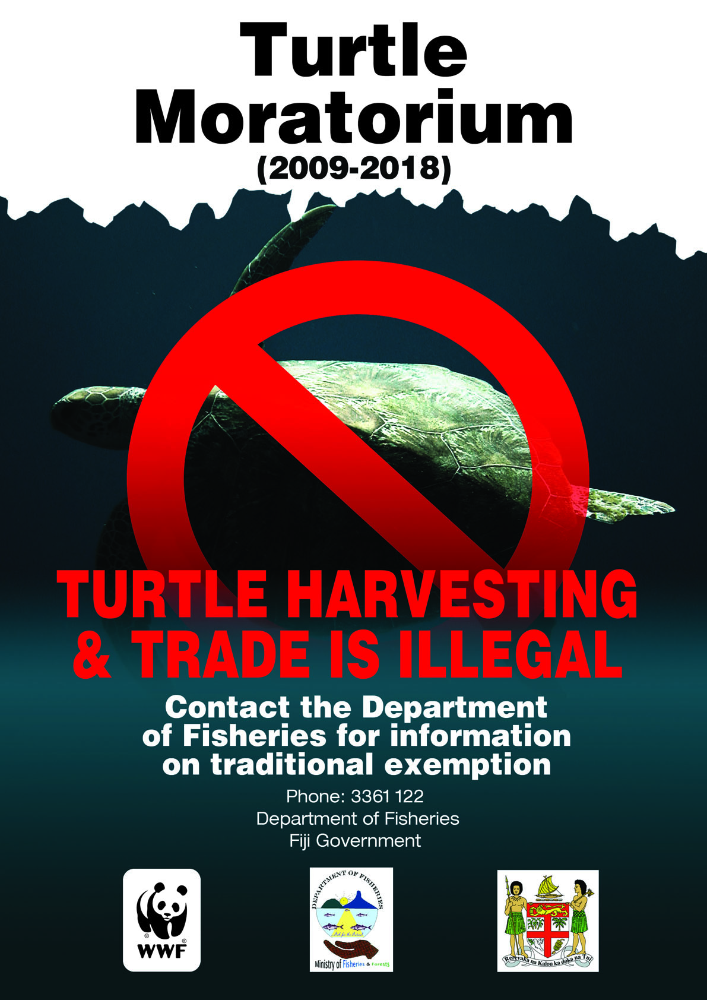 Turtle
Moratorium
(2009-2018)
TURTLE HARVESTING
& TRADE IS ILLEGAL
Contact the Department
of Fisheries for information
on traditional exemption
Phone: 3361 122
Department of Fisheries
Fiji Government
© WWF ®
DEPARTMENT OF FISHERIES
Fish for the Future!
Ministry of Fisheries & Forests
Rerevaka na Kalou ka doka na Tui